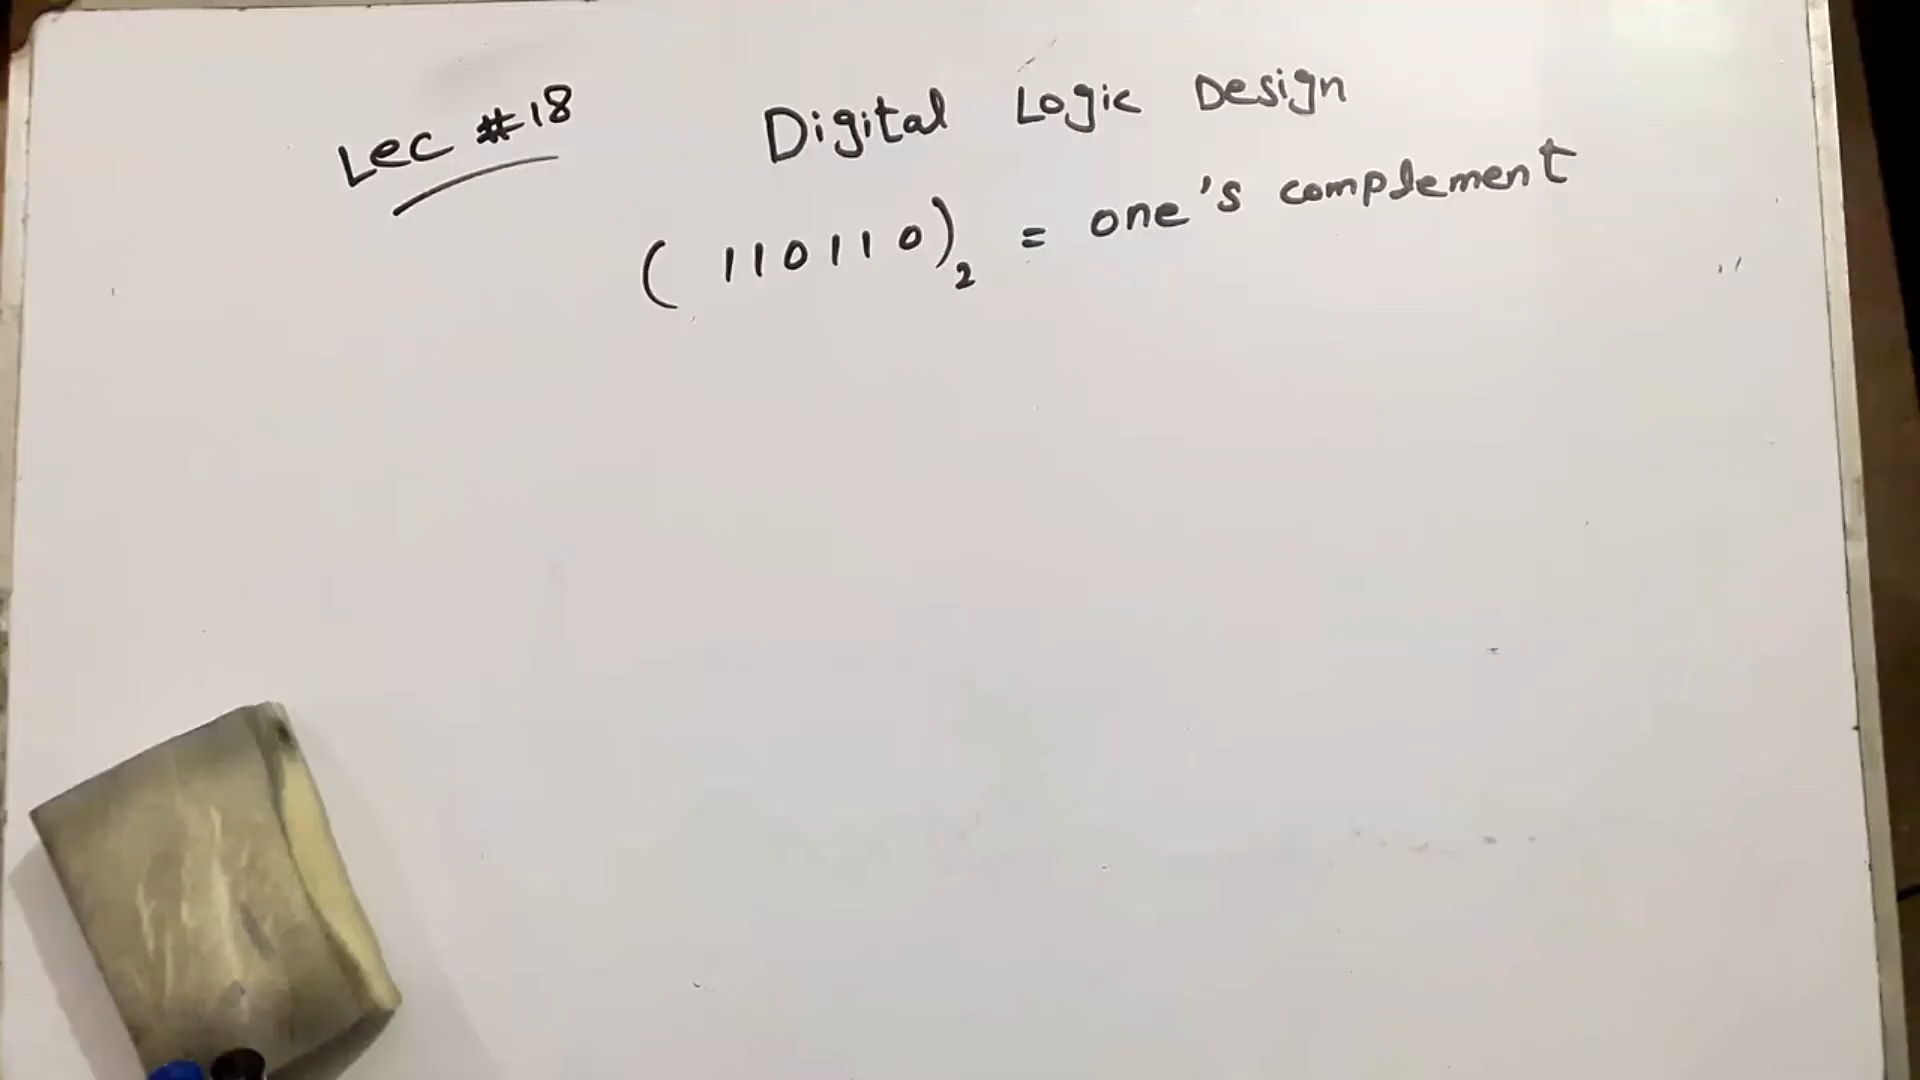 Lec #18
Digital Logic Design
(110110)₂ = one's complement